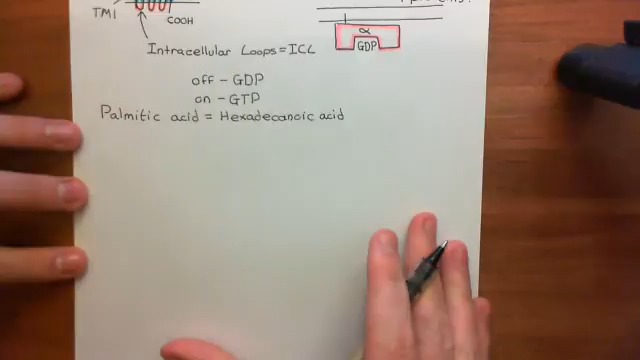 TM1
COOH
Intracellular Loops = ICL
α
GDP
off - GDP
on - GTP
Palmitic acid = Hexadecanoic acid